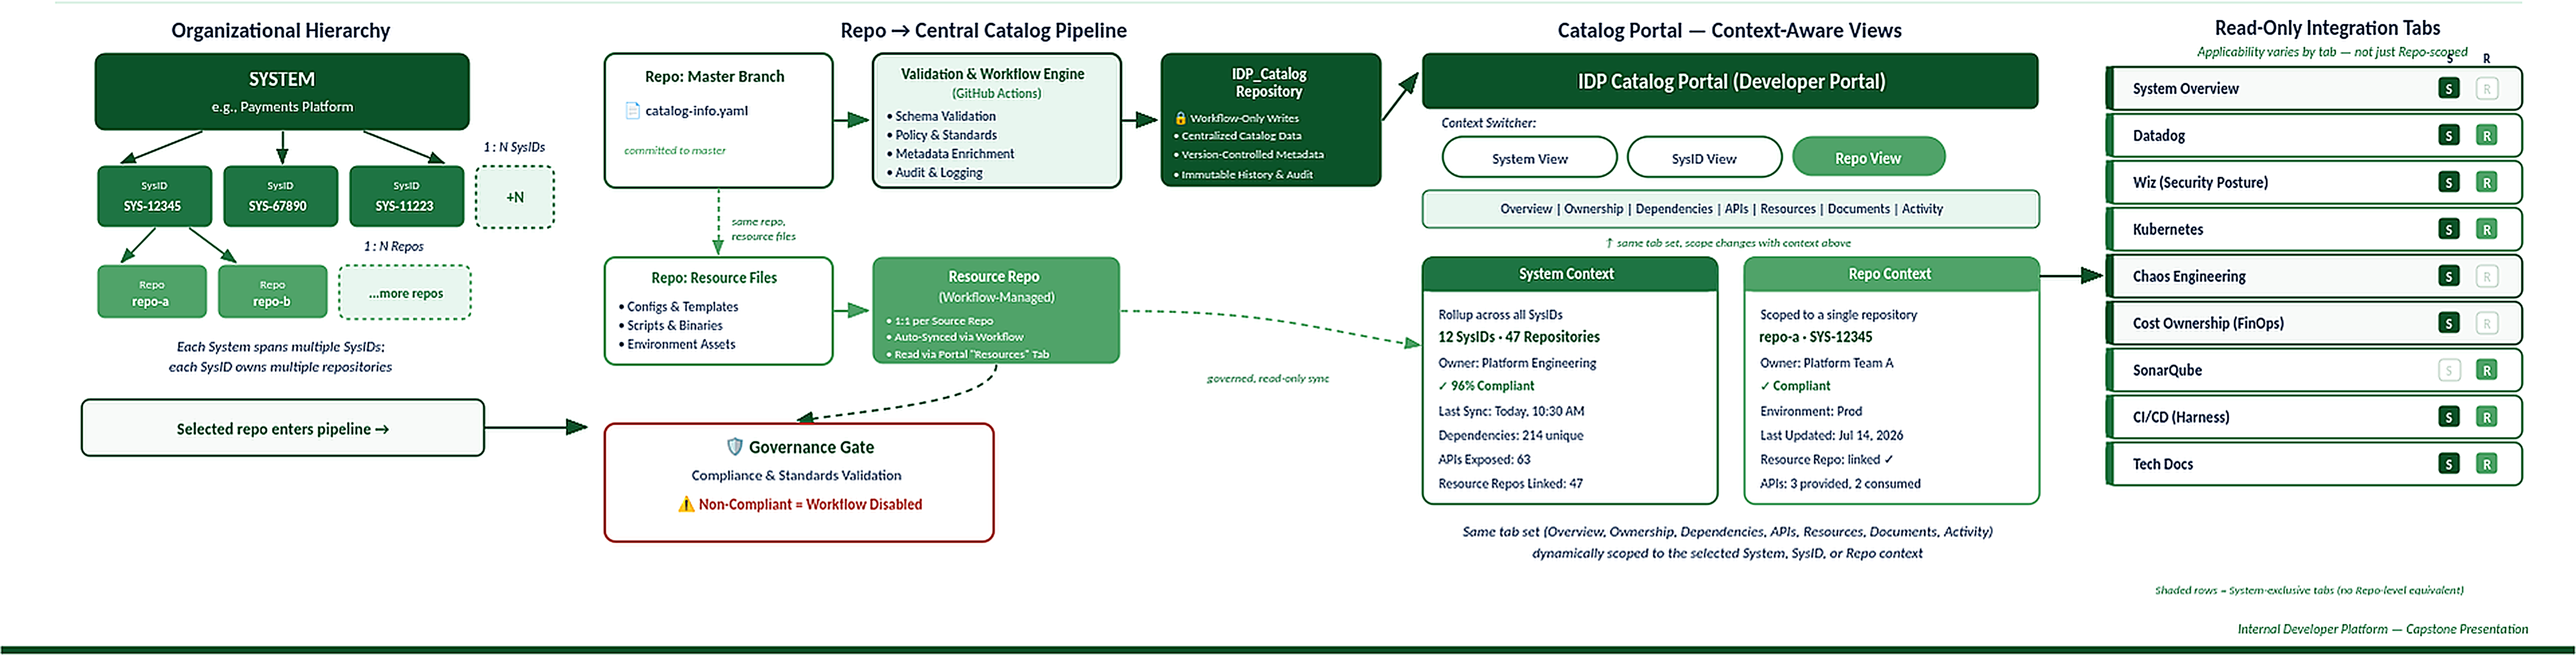 Organizational Hierarchy
SYSTEM
e.g., Payments Platform
1 : N SysIDs
SysID
SYS-12345
SysID
SYS-67890
SysID
SYS-11223
+N
1 : N Repos
Repo
repo-a
Repo
repo-b
...more repos
Each System spans multiple SysIDs;
each SysID owns multiple repositories
Selected repo enters pipeline →
Repo → Central Catalog Pipeline
Repo: Master Branch
catalog-info.yaml
committed to master
Validation & Workflow Engine
(GitHub Actions)
• Schema Validation
• Policy & Standards
• Metadata Enrichment
• Audit & Logging
IDP_Catalog
Repository
🔒 Workflow-Only Writes
• Centralized Catalog Data
• Version-Controlled Metadata
• Immutable History & Audit
same repo,
resource files
Repo: Resource Files
• Configs & Templates
• Scripts & Binaries
• Environment Assets
Resource Repo
(Workflow-Managed)
• 1:1 per Source Repo
• Auto-Synced via Workflow
• Read via Portal "Resources" Tab
governed, read-only sync
🛡️ Governance Gate
Compliance & Standards Validation
⚠️ Non-Compliant = Workflow Disabled
Catalog Portal — Context-Aware Views
IDP Catalog Portal (Developer Portal)
Context Switcher:
System View
SysID View
Repo View
Overview | Ownership | Dependencies | APIs | Resources | Documents | Activity
↑ same tab set, scope changes with context above
System Context
Rollup across all SysIDs
12 SysIDs · 47 Repositories
Owner: Platform Engineering
✓ 96% Compliant
Last Sync: Today, 10:30 AM
Dependencies: 214 unique
APIs Exposed: 63
Resource Repos Linked: 47
Repo Context
Scoped to a single repository
repo-a · SYS-12345
Owner: Platform Team A
✓ Compliant
Environment: Prod
Last Updated: Jul 14, 2026
Resource Repo: linked ✓
APIs: 3 provided, 2 consumed
Same tab set (Overview, Ownership, Dependencies, APIs, Resources, Documents, Activity)
dynamically scoped to the selected System, SysID, or Repo context
Read-Only Integration Tabs
Applicability varies by tab — not just Repo-scoped
S R
System Overview S R
Datadog S R
Wiz (Security Posture) S R
Kubernetes S R
Chaos Engineering S R
Cost Ownership (FinOps) S R
SonarQube S R
CI/CD (Harness) S R
Tech Docs S R
Shaded rows = System-exclusive tabs (no Repo-level equivalent)
Internal Developer Platform — Capstone Presentation